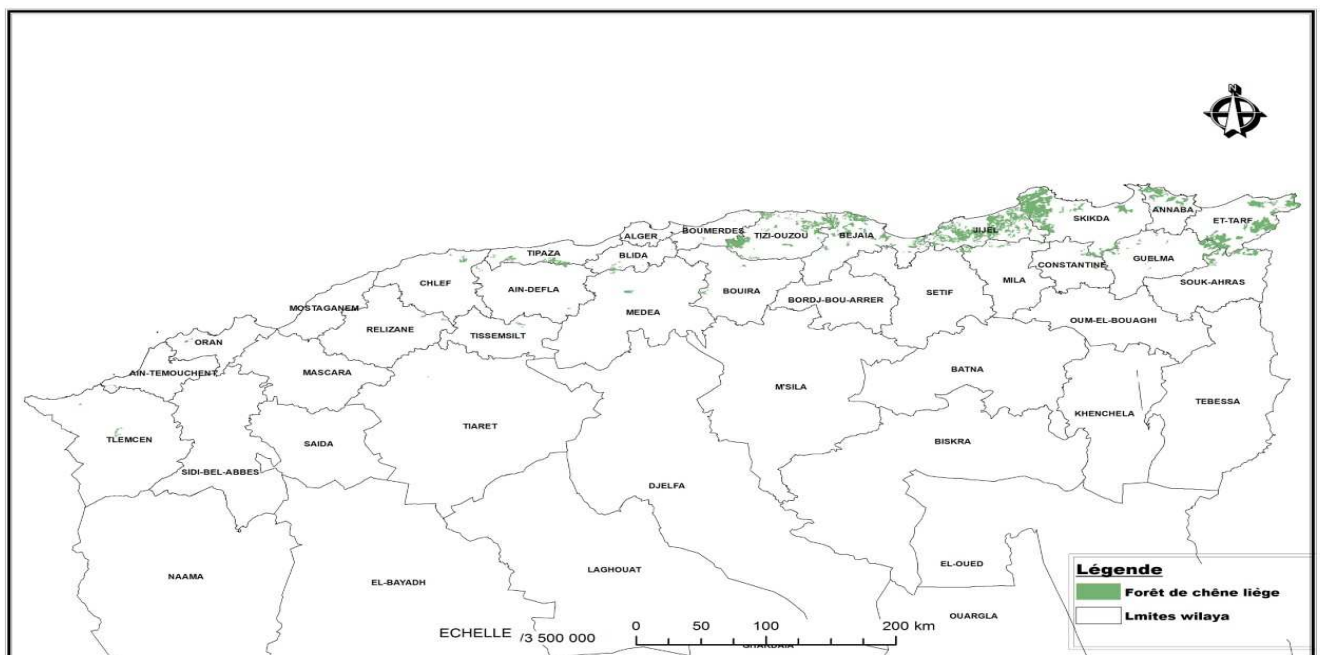 N
SKIKDA
ANNABA
ET-TARF
JIJEL
BOUMERDES
TIZI-OUZOU
BEJAIA
ALGER
TIPAZA
BLIDA
CONSTANTINE
GUELMA
CHLEF
AIN-DEFLA
BOUIRA
BORDJ-BOU-ARRER
SETIF
MILA
SOUK-AHRAS
MOSTAGANEM
MEDEA
OUM-EL-BOUAGHI
RELIZANE
TISSEMSILT
ORAN
AIN-TEMOUCHENT
MASCARA
BATNA
M'SILA
TEBESSA
KHENCHELA
TLEMCEN
SAIDA
TIARET
BISKRA
SIDI-BEL-ABBES
DJELFA
NAAMA
EL-BAYADH
LAGHOUAT
EL-OUED
OUARGLA
GHARDAIA
Légende
Forêt de chêne liège
Lmites wilaya
ECHELLE /3 500 000
0 50 100 200 km